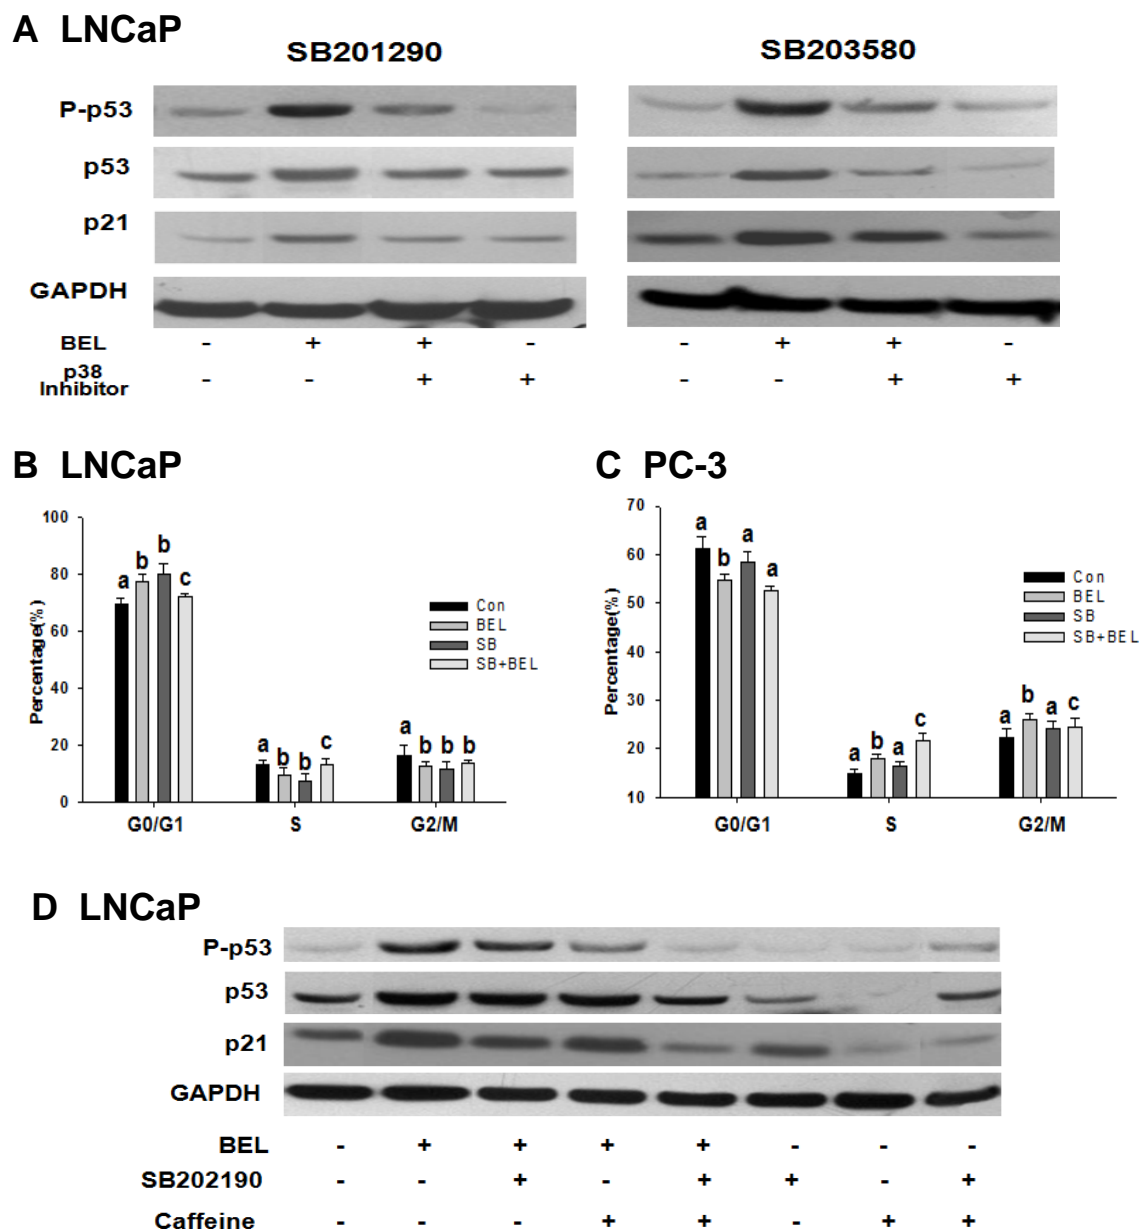 A LNCaP
SB201290 SB203580
P-p53
p53
p21
GAPDH
BEL - + + - - + + -
p38
Inhibitor - - + + - - + +
B LNCaP
Percentage(%)
100
80
60
40
20
0
a b b c
a b b c
a b b b
G0/G1 S G2/M
Con
BEL
SB
SB+BEL
C PC-3
Percentage(%)
70
60
50
40
30
20
10
a b a a
a b a c
a b a c
G0/G1 S G2/M
Con
BEL
SB
SB+BEL
D LNCaP
P-p53
p53
p21
GAPDH
BEL - + + + + - - -
SB202190 - - + - + + - +
Caffeine - - - + + - + +